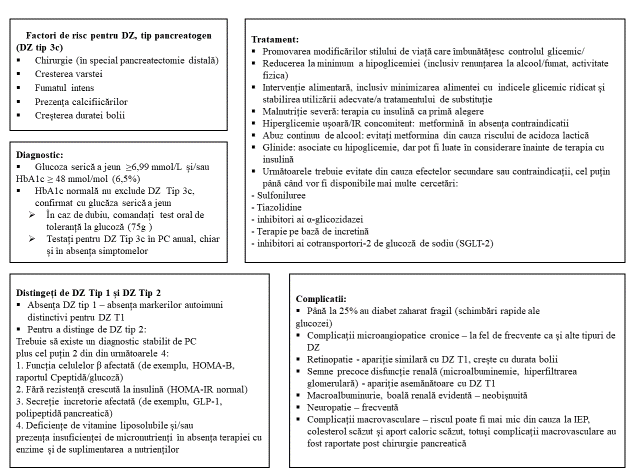 Factori de risc pentru DZ, tip pancreatogen
(DZ tip 3c)
▪ Chirurgie (în special pancreatectomie distală)
▪ Cresterea varstei
▪ Fumatul intens
▪ Prezența calcifiicărilor
▪ Creșterea duratei bolii
Diagnostic:
▪ Glucoza serică a jeun ≥6,99 mmol/L și/sau
HbA1c ≥ 48 mmol/mol (6,5%)
▪ HbA1c normală nu exclude DZ Tip 3c,
confirmat cu glucăza serică a jeun
➢ În caz de dubiu, comandați test oral de
toleranță la glucoză (75g )
➢ Testați pentru DZ Tip 3c în PC anual, chiar
și în absența simptomelor
Tratament:
▪ Promovarea modificărilor stilului de viață care îmbunătățesc controlul glicemic/
▪ Reducerea la minimum a hipoglicemiei (inclusiv renunțarea la alcool/fumat, activitate
fizica)
▪ Intervenție alimentară, inclusiv minimizarea alimentei cu indicele glicemic ridicat și
stabilirea utilizării adecvate/a tratamentului de substituție
▪ Malnutriție severă: terapia cu insulină ca primă alegere
▪ Hiperglicemie ușoară/IR concomitent: metformină în absența contraindicatii
▪ Abuz continuu de alcool: evitați metformina din cauza riscului de acidoza lactică
▪ Glinide: asociate cu hipoglicemie, dar pot fi luate în considerare înainte de terapia cu
insulină
▪ Următoarele trebuie evitate din cauza efectelor secundare sau contraindicații, cel puțin
până când vor fi disponibile mai multe cercetări:
- Sulfoniluree
- Tiazolidine
- inhibitori ai α-glicozidazei
- Terapie pe bază de incretină
- inhibitori ai cotransportori-2 de glucoză de sodiu (SGLT-2)
Distingeți de DZ Tip 1 și DZ Tip 2
▪ Absența DZ tip 1 – absența markerilor autoimuni
distinctivi pentru DZ T1
▪ Pentru a distinge de DZ tip 2:
Trebuie să existe un diagnostic stabilit de PC
plus cel puțin 2 din din următoarele 4:
1. Funcția celulelor β afectată (de exemplu, HOMA-B,
raportul Cpeptidă/glucoză)
2. Fără rezistență crescută la insulină (HOMA-IR normal)
3. Secreție incretorie afectată (de exemplu, GLP-1,
polipeptidă pancreatică)
4. Deficiențe de vitamine liposolubile și/sau
prezența insuficienței de micronutrienți în absența terapiei cu
enzime și de suplimentarea a nutrienților
Complicatii:
▪ Până la 25% au diabet zaharat fragil (schimbări rapide ale
glucozei)
▪ Complicații microangiopatice cronice – la fel de frecvente ca și alte tipuri de
DZ
▪ Retinopatie - apariție similară cu DZ T1, crește cu durata bolii
▪ Semne precoce disfuncție renală (microalbuminemie, hiperfiltrarea
glomerulară) - apariție asemănătoare cu DZ T1
▪ Macroalbuminurie, boală renală evidentă – neobișnuită
▪ Neuropatie – frecventă
▪ Complicații macrovasculare – riscul poate fi mai mic din cauza la IEP,
colesterol scăzut și aport caloric scăzut, totuși complicații macrovasculare au
fost raportate post chirurgie pancreatică